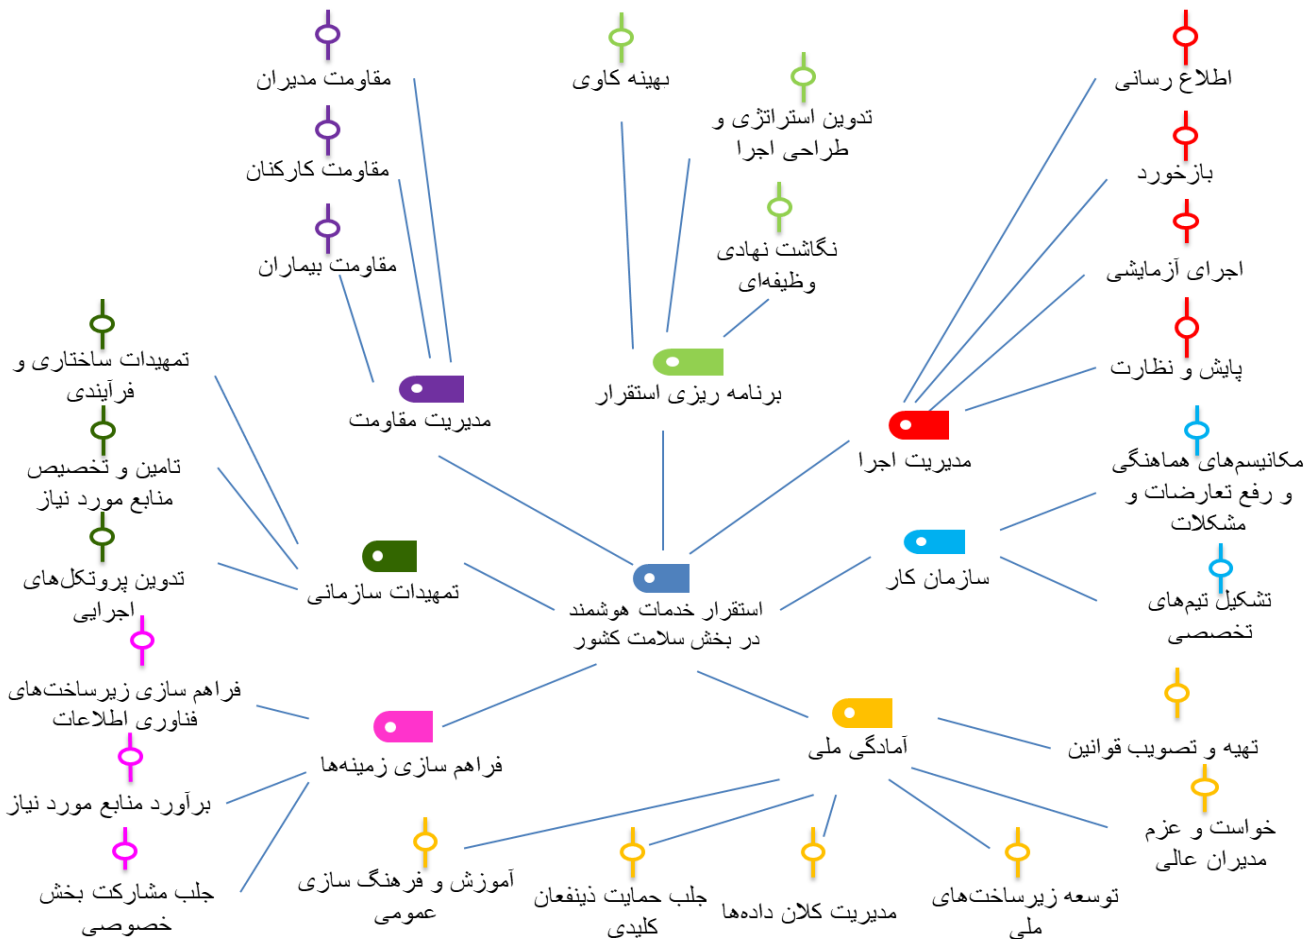 اطلاع رسانی
بازخورد
اجرای آزمایشی
پایش و نظارت
مدیریت اجرا
بهینه کاوی
تدوین استراتژی و
طراحی اجرا
نگاشت نهادی
وظیفه‌ای
برنامه ریزی استقرار
مقاومت مدیران
مقاومت کارکنان
مقاومت بیماران
مدیریت مقاومت
مکانیسم‌های هماهنگی
و رفع تعارضات و
مشکلات
تشکیل تیم‌های
تخصصی
سازمان کار
استقرار خدمات هوشمند
در بخش سلامت کشور
تمهیدات ساختاری و
فرآیندی
تامین و تخصیص
منابع مورد نیاز
تدوین پروتکل‌های
اجرایی
تمهیدات سازمانی
تهیه و تصویب قوانین
خواست و عزم
مدیران عالی
توسعه زیرساخت‌های
ملی
مدیریت کلان داده‌ها
جلب حمایت ذینفعان
کلیدی
آموزش و فرهنگ سازی
عمومی
آمادگی ملی
فراهم سازی زیرساخت‌های
فناوری اطلاعات
برآورد منابع مورد نیاز
جلب مشارکت بخش
خصوصی
فراهم سازی زمینه‌ها